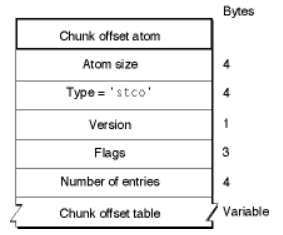 Bytes
Chunk offset atom
Atom size 4
Type = 'stco' 4
Version 1
Flags 3
Number of entries 4
Chunk offset table Variable